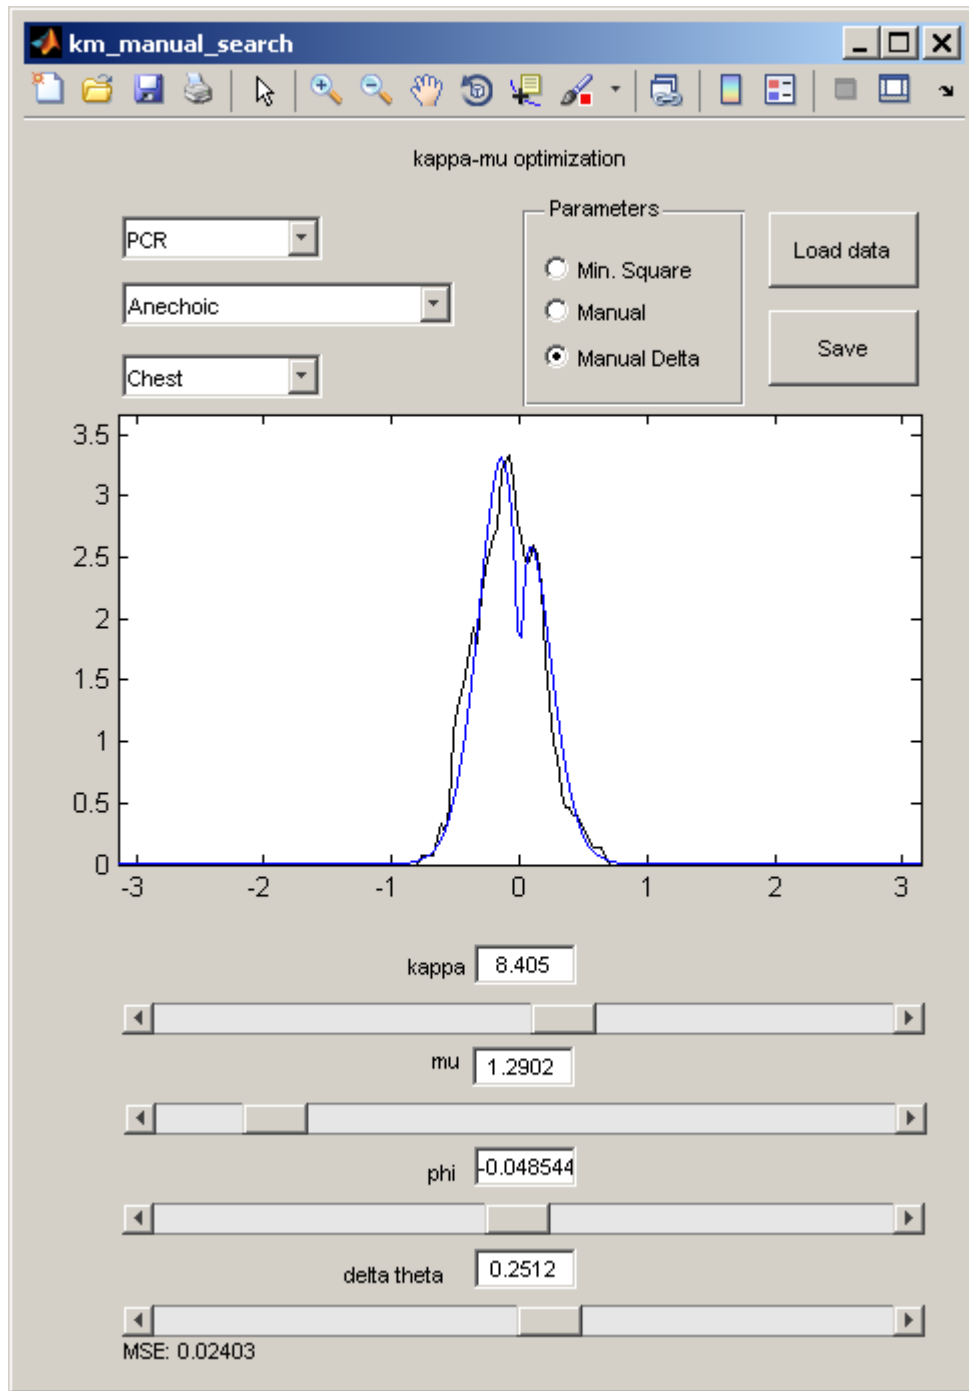 km_manual_search
kappa-mu optimization
PCR
Anechoic
Chest
Parameters
Min. Square
Manual
Manual Delta
Load data
Save
3.5
3
2.5
2
1.5
1
0.5
0
-3 -2 -1 0 1 2 3
kappa 8.405
mu 1.2902
phi -0.048544
delta theta 0.2512
MSE: 0.02403